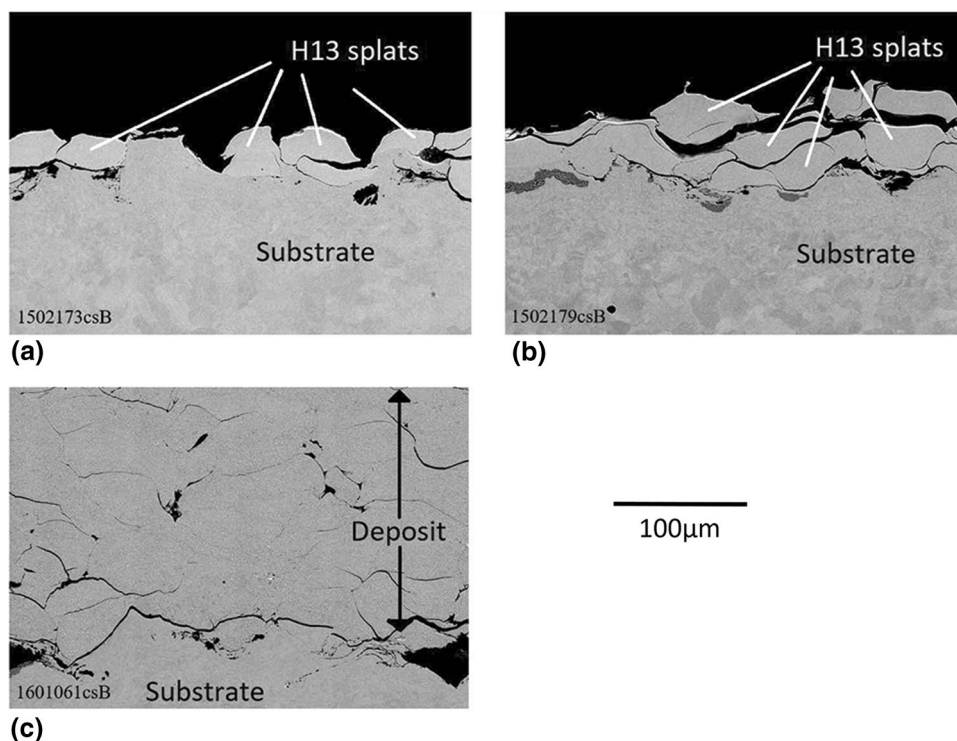 H13 splats
Substrate
1502173csB
(a)
H13 splats
Substrate
1502179csB
(b)
Deposit
Substrate
1601061csB
(c)
100μm